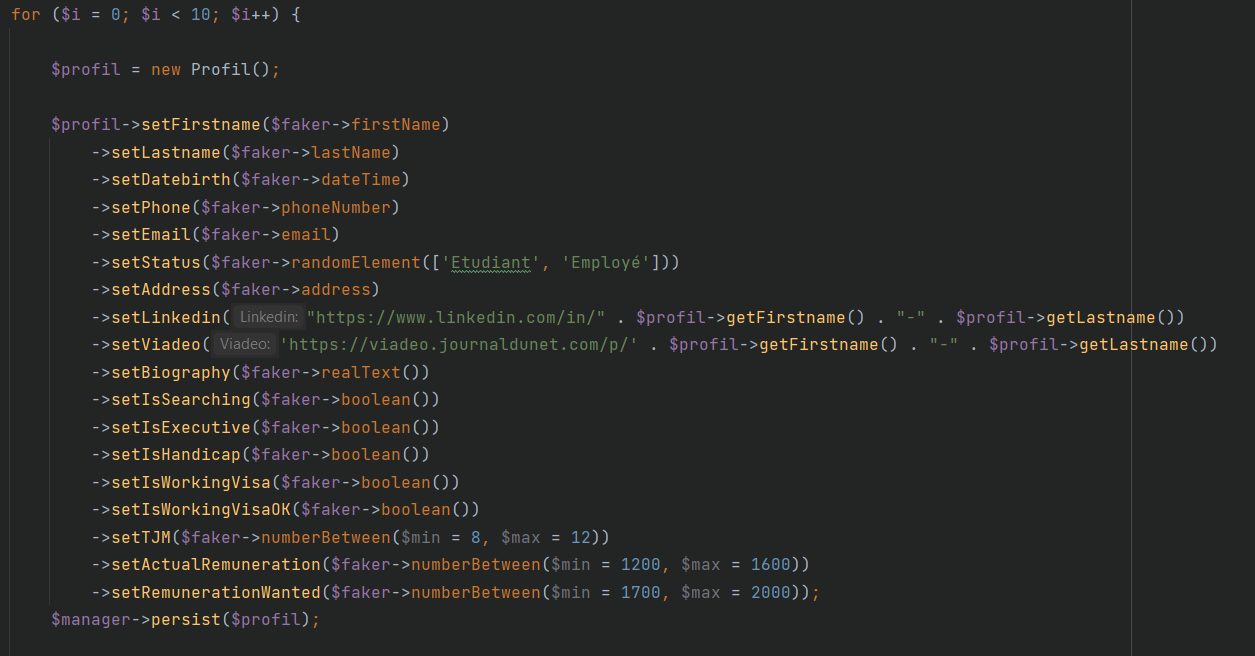 for ($i = 0; $i < 10; $i++) {
$profil = new Profil();
$profil->setFirstname($faker->firstName)
->setLastname($faker->lastName)
->setDatebirth($faker->dateTime)
->setPhone($faker->phoneNumber)
->setEmail($faker->email)
->setStatus($faker->randomElement(['Etudiant', 'Employé']))
->setAddress($faker->address)
->setLinkedin( Linkedin: "https://www.linkedin.com/in/" . $profil->getFirstname() . "-" . $profil->getLastname())
->setViadeo( Viadeo: 'https://viadeo.journaldunet.com/p/' . $profil->getFirstname() . "-" . $profil->getLastname())
->setBiography($faker->realText())
->setIsSearching($faker->boolean())
->setIsExecutive($faker->boolean())
->setIsHandicap($faker->boolean())
->setIsWorkingVisa($faker->boolean())
->setIsWorkingVisaOK($faker->boolean())
->setTJM($faker->numberBetween($min = 8, $max = 12))
->setActualRemuneration($faker->numberBetween($min = 1200, $max = 1600))
->setRemunerationWanted($faker->numberBetween($min = 1700, $max = 2000));
$manager->persist($profil);